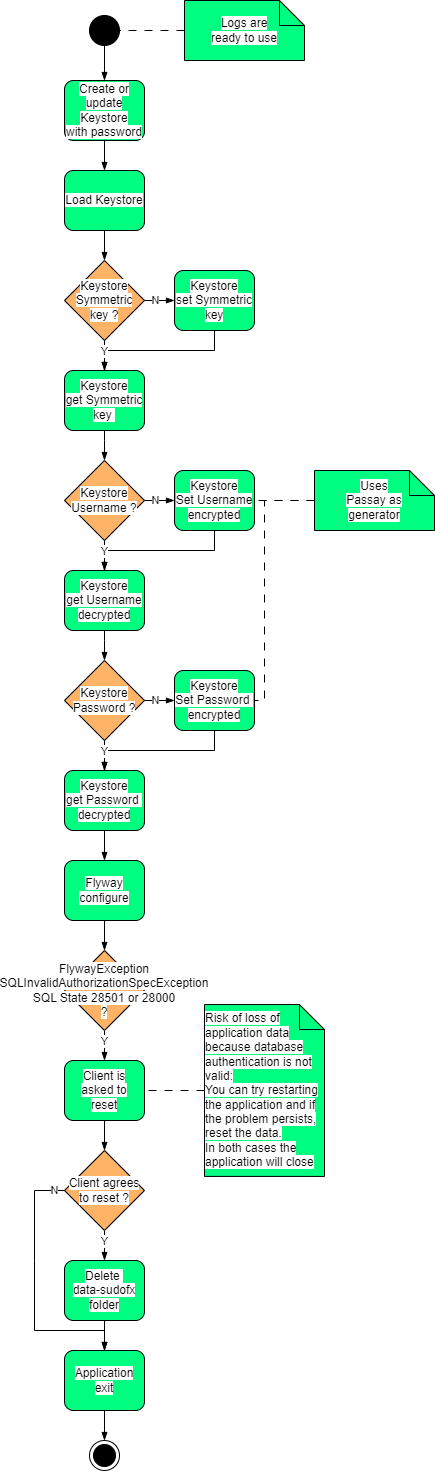 Logs are
ready to use
Create or
update
Keystore
with password
Load Keystore
Keystore
Symmetric
key ?
N
Keystore
set Symmetric
key
Y
Keystore
get Symmetric
key
Keystore
Username ?
N
Keystore
Set Username
encrypted
Uses
Passay as
generator
Y
Keystore
get Username
decrypted
Keystore
Password ?
N
Keystore
Set Password
encrypted
Y
Keystore
get Password
decrypted
Flyway
configure
FlywayException
SQLInvalidAuthorizationSpecException
SQL State 28501 or 28000
?
Y
Risk of loss of
application data
because database
authentication is not
valid:
You can try restarting
the application and if
the problem persists,
reset the data.
In both cases the
application will close
Client is
asked to
reset
Client agrees
to reset ?
N
Y
Delete
data-sudofx
folder
Application
exit